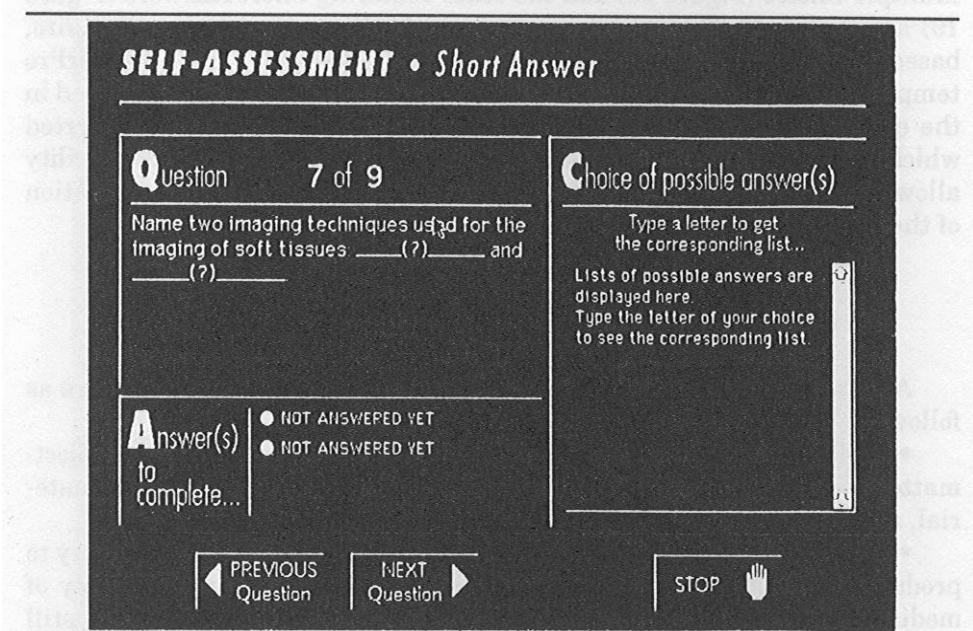 SELF-ASSESSMENT • Short Answer
Question 7 of 9
Name two imaging techniques used for the
imaging of soft tissues: ____(?)____ and
____(?)____
Answer(s)
to
complete...
NOT ANSWERED YET
NOT ANSWERED YET
Choice of possible answer(s)
Type a letter to get
the corresponding list...
Lists of possible answers are
displayed here.
Type the letter of your choice
to see the corresponding list.
PREVIOUS
Question
NEXT
Question
STOP